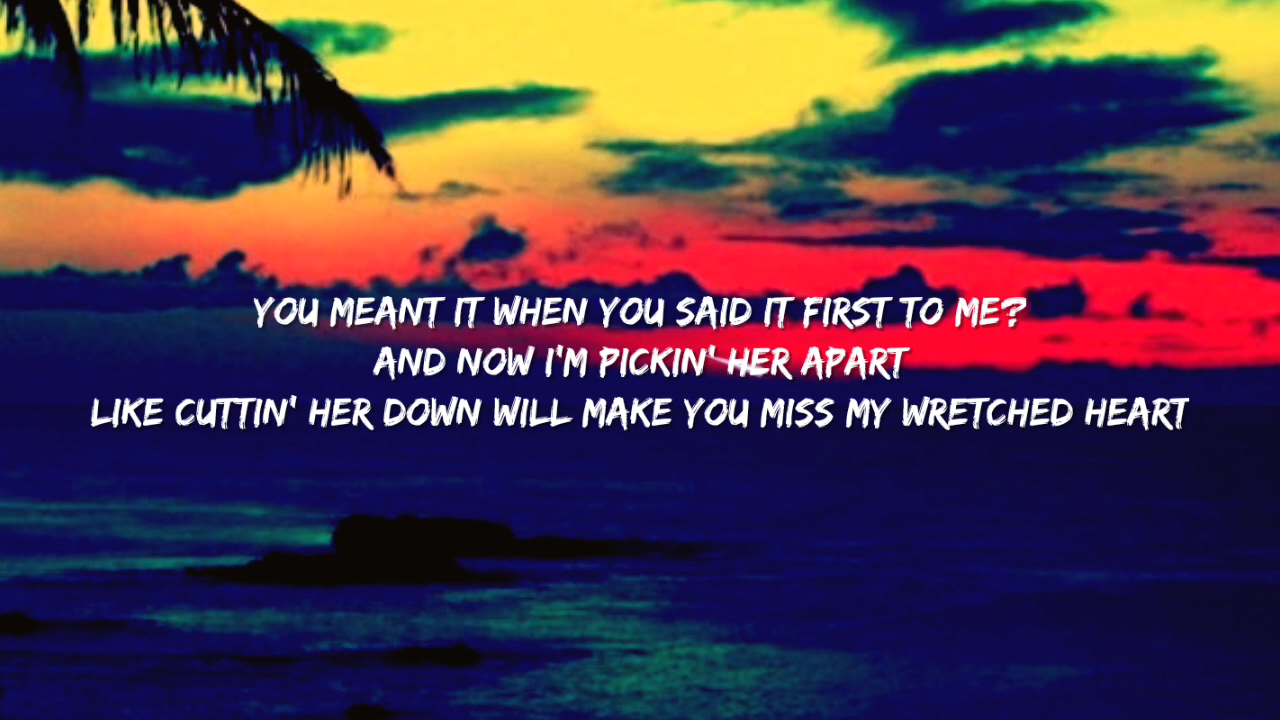 YOU MEANT IT WHEN YOU SAID IT FIRST TO ME?
AND NOW I'M PICKIN' HER APART
LIKE CUTTIN' HER DOWN WILL MAKE YOU MISS MY WRETCHED HEART